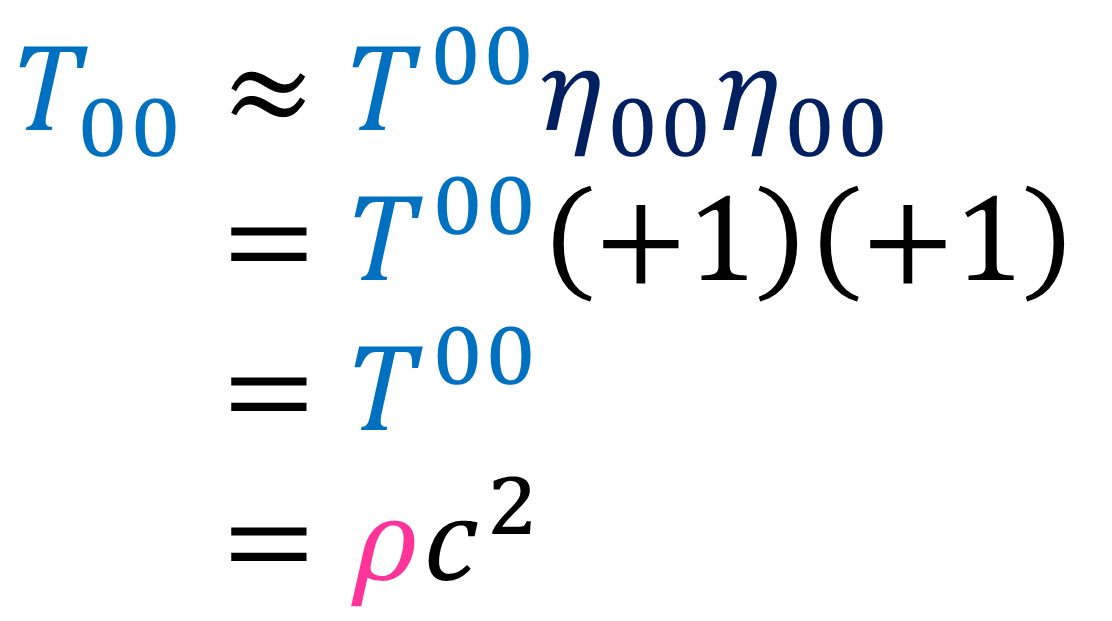 T₀₀ ≈ T⁰⁰η₀₀η₀₀
= T⁰⁰(+1)(+1)
= T⁰⁰
= ρc²